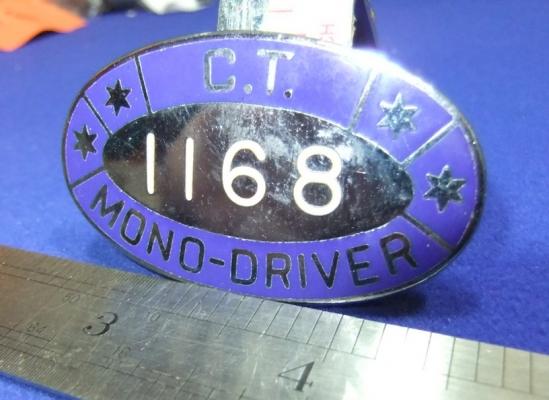 C.T.
1168
MONO-DRIVER
3
4